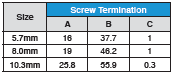 Size Screw Termination
A B C
5.7mm 16 37.7 1
8.0mm 19 46.2 1
10.3mm 25.8 55.9 0.3